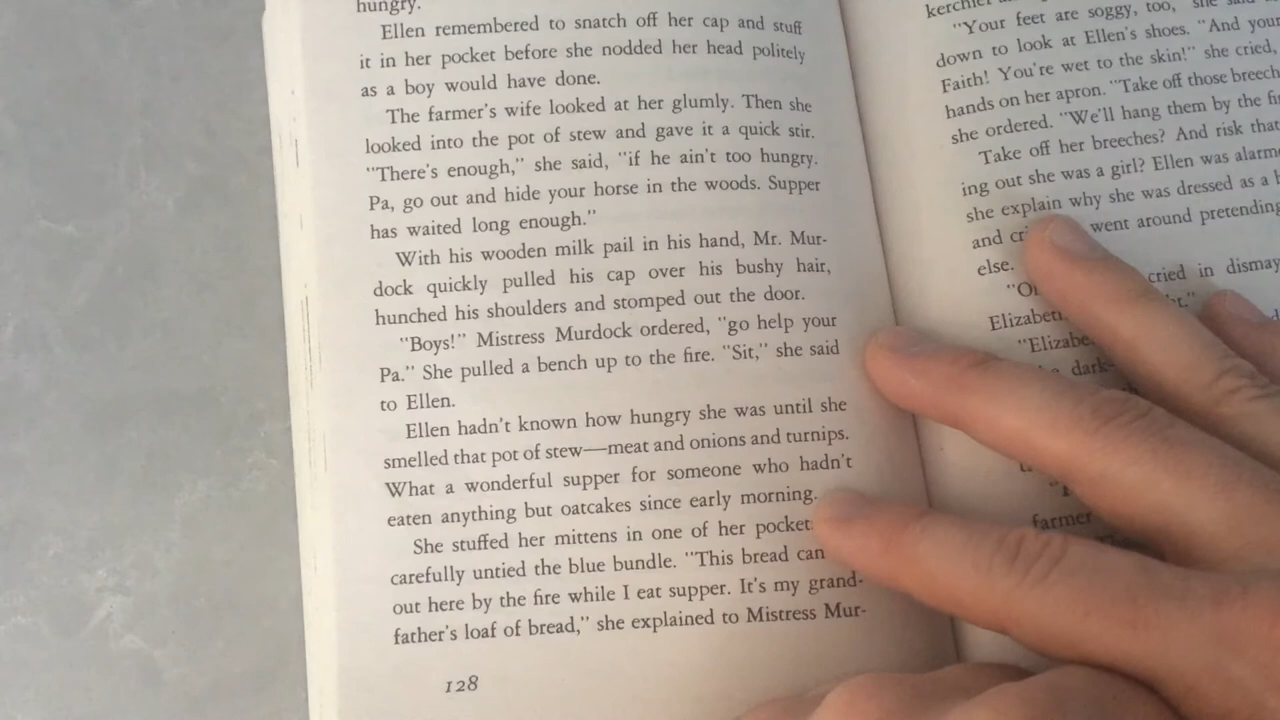 hungry.
Ellen remembered to snatch off her cap and stuff
it in her pocket before she nodded her head politely
as a boy would have done.
The farmer's wife looked at her glumly. Then she
looked into the pot of stew and gave it a quick stir.
"There's enough," she said, "if he ain't too hungry.
Pa, go out and hide your horse in the woods. Supper
has waited long enough."
With his wooden milk pail in his hand, Mr. Mur-
dock quickly pulled his cap over his bushy hair,
hunched his shoulders and stomped out the door.
"Boys!" Mistress Murdock ordered, "go help your
Pa." She pulled a bench up to the fire. "Sit," she said
to Ellen.
Ellen hadn't known how hungry she was until she
smelled that pot of stew—meat and onions and turnips.
What a wonderful supper for someone who hadn't
eaten anything but oatcakes since early morning.
She stuffed her mittens in one of her pocket
carefully untied the blue bundle. "This bread can
out here by the fire while I eat supper. It's my grand-
father's loaf of bread," she explained to Mistress Mur-
128
"Your feet are soggy, too," she said
down to look at Ellen's shoes. "And your
Faith! You're wet to the skin!" she cried,
hands on her apron. "Take off those breech
she ordered. "We'll hang them by the
Take off her breeches? And risk that
ing out she was a girl? Ellen was alarm
she explain why she was dressed as a
and went around pretending
else.
cried in dismay
Elizabet
"Elizabe
dark-
farmer